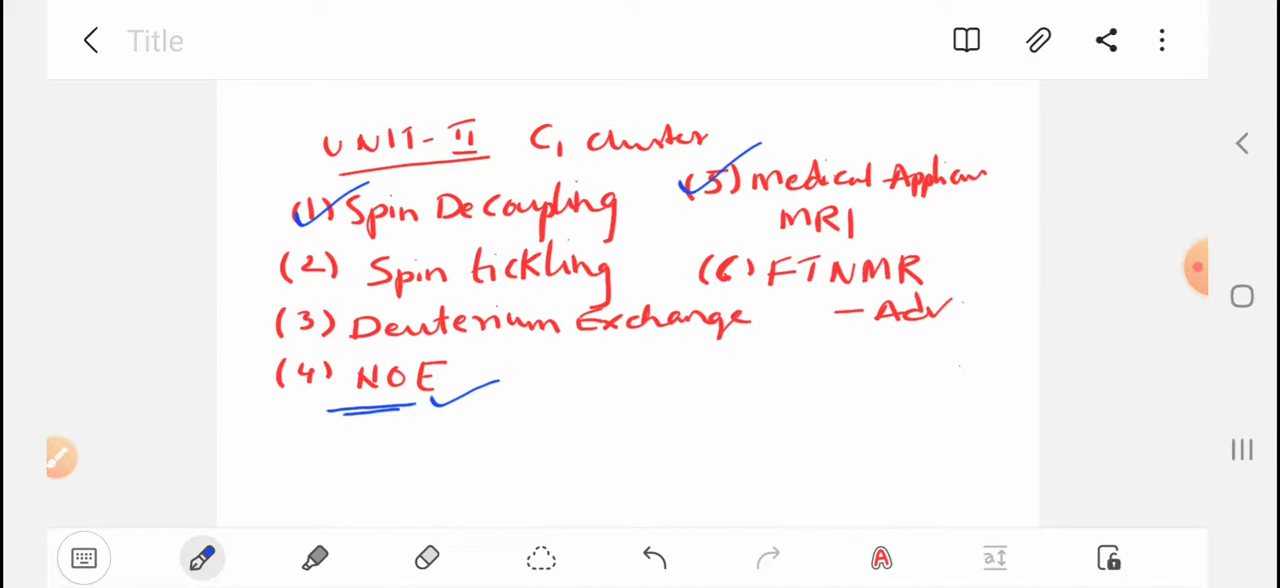 Title
UNIT-II C1 cluster
(1) Spin Decoupling
(2) Spin tickling
(3) Deuterium Exchange
(4) NOE
(5) Medical
MRI
(6) FTNMR
- Adv
A
a